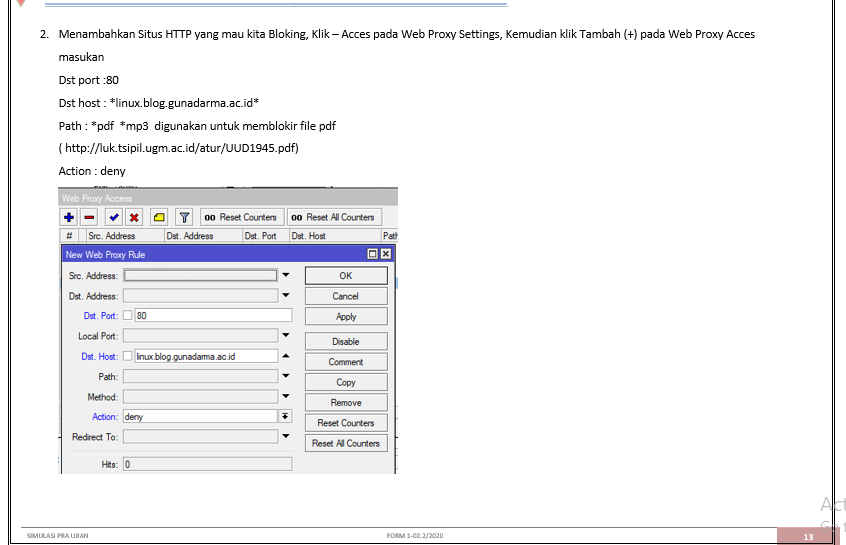 2. Menambahkan Situs HTTP yang mau kita Bloking, Klik – Acces pada Web Proxy Settings, Kemudian klik Tambah (+) pada Web Proxy Acces
masukan
Dst port :80
Dst host : *linux.blog.gunadarma.ac.id*
Path : *pdf *mp3 digunakan untuk memblokir file pdf
( http://luk.tsipil.ugm.ac.id/atur/UUD1945.pdf)
Action : deny
Web Proxy Access
00 Reset Counters 00 Reset All Counters
# Src. Address Dst. Address Dst. Port Dst. Host Path
New Web Proxy Rule
Src. Address: OK
Dst. Address: Cancel
Dst. Port: 80 Apply
Local Port: Disable
Dst. Host: linux.blog.gunadarma.ac.id Comment
Path: Copy
Method: Remove
Action: deny Reset Counters
Redirect To: Reset All Counters
Hits: 0
SIMULASI PRA UJIAN FORM 1-02.2/2020 13